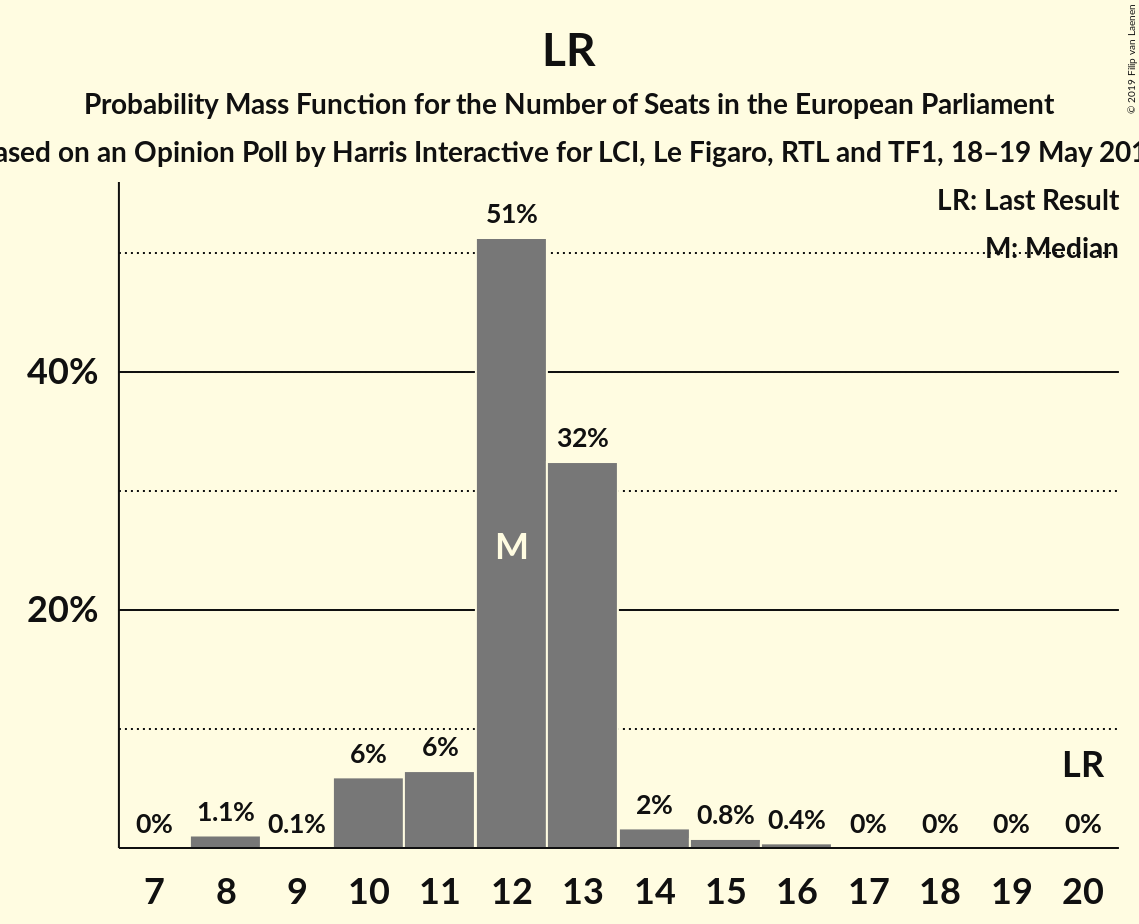 LR
Probability Mass Function for the Number of Seats in the European Parliament
ased on an Opinion Poll by Harris Interactive for LCI, Le Figaro, RTL and TF1, 18–19 May 201
© 2019 Filip van Laenen
LR: Last Result
M: Median
40%
20%
0% 1.1% 0.1% 6% 6% 51% 32% 2% 0.8% 0.4% 0% 0% 0% 0%
M
LR
7 8 9 10 11 12 13 14 15 16 17 18 19 20